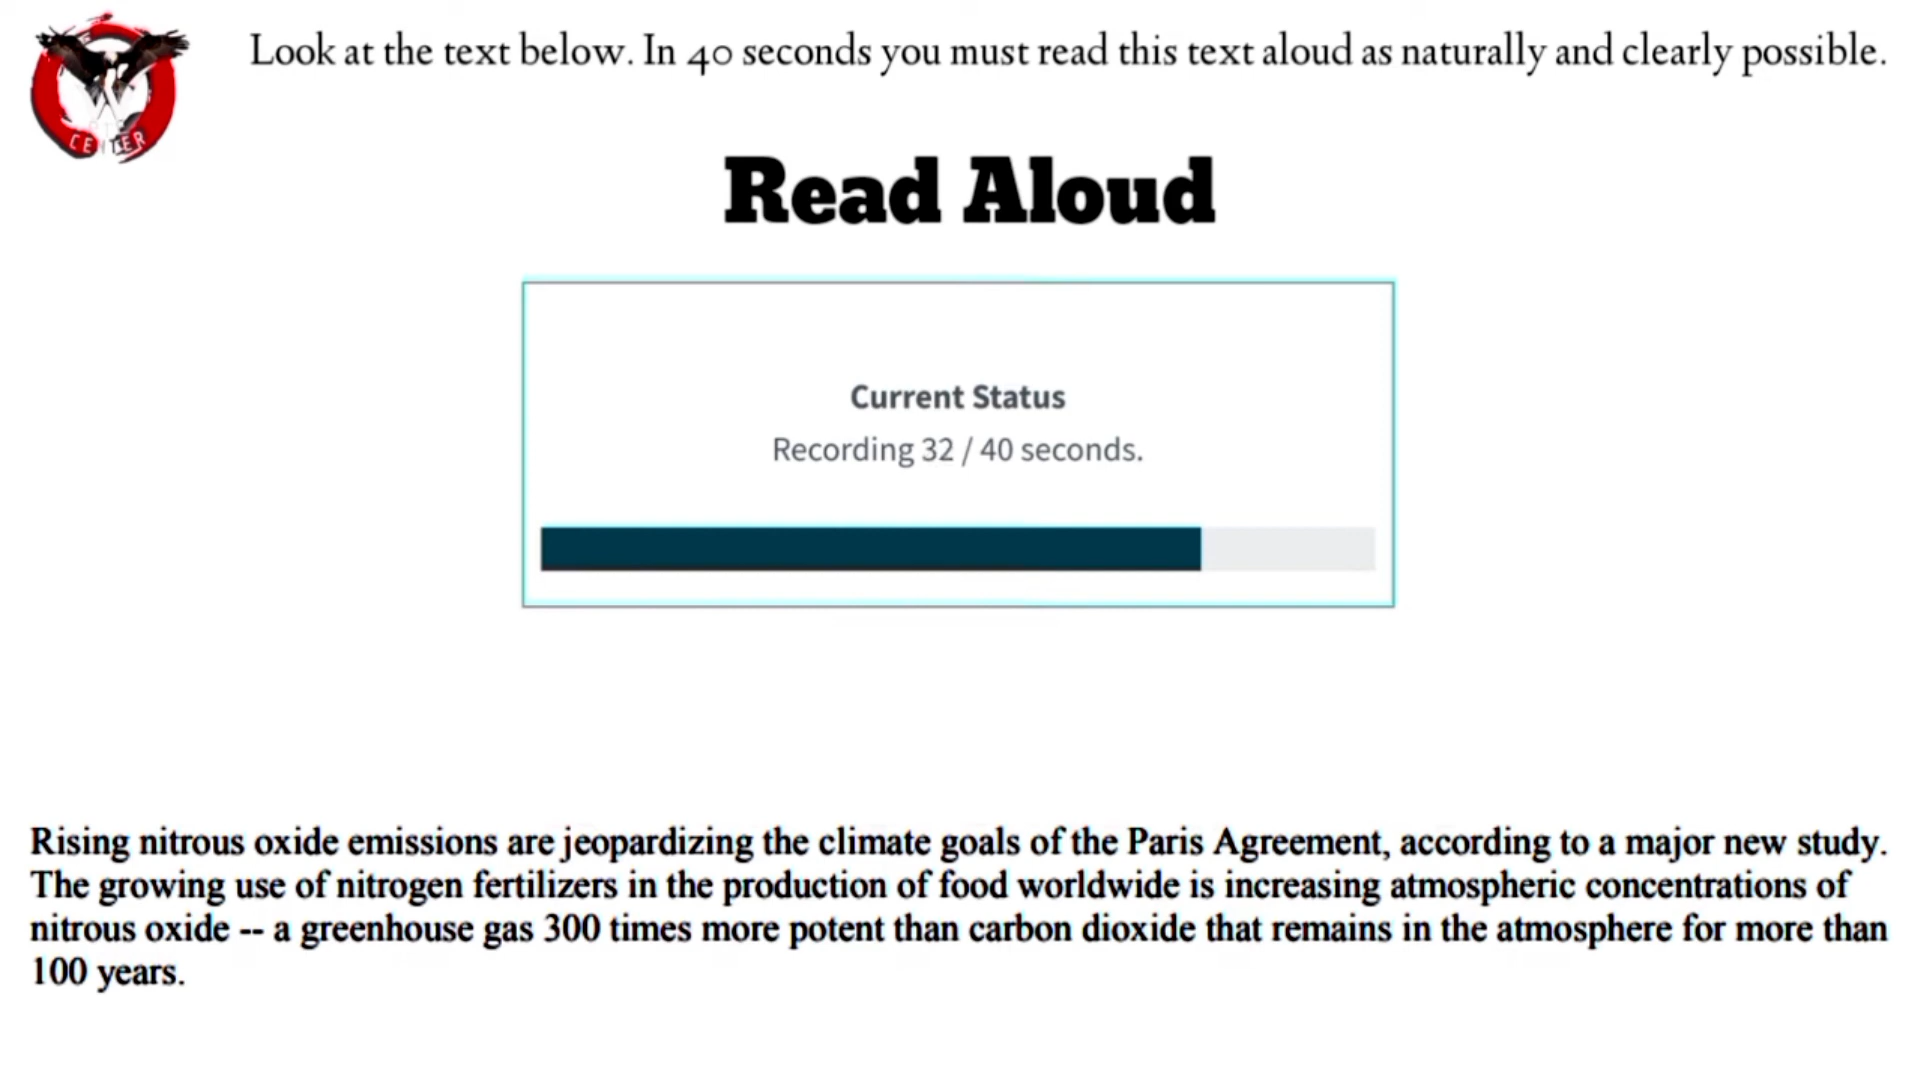 Look at the text below. In 40 seconds you must read this text aloud as naturally and clearly possible.
CENTER
Read Aloud
Current Status
Recording 32 / 40 seconds.
Rising nitrous oxide emissions are jeopardizing the climate goals of the Paris Agreement, according to a major new study.
The growing use of nitrogen fertilizers in the production of food worldwide is increasing atmospheric concentrations of
nitrous oxide -- a greenhouse gas 300 times more potent than carbon dioxide that remains in the atmosphere for more than
100 years.